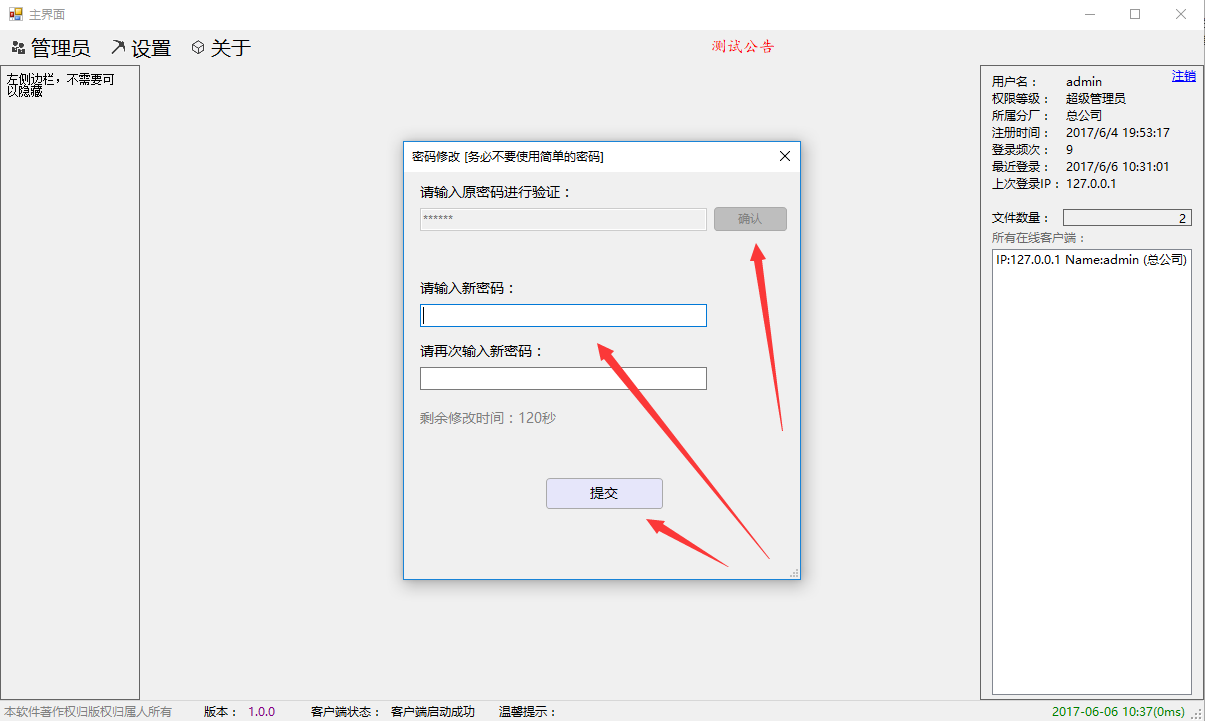 主界面
管理员 设置 关于
测试公告
左侧边栏，不需要可
以隐藏
密码修改 [务必不要使用简单的密码]
请输入原密码进行验证：
******
确认
请输入新密码：
请再次输入新密码：
剩余修改时间：120秒
提交
注销
用户名： admin
权限等级： 超级管理员
所属分厂： 总公司
注册时间： 2017/6/4 19:53:17
登录频次： 9
最近登录： 2017/6/6 10:31:01
上次登录IP： 127.0.0.1
文件数量： 2
所有在线客户端：
IP:127.0.0.1 Name:admin (总公司)
本软件著作权归版权归属人所有 版本： 1.0.0 客户端状态： 客户端启动成功 温馨提示： 2017-06-06 10:37(0ms)